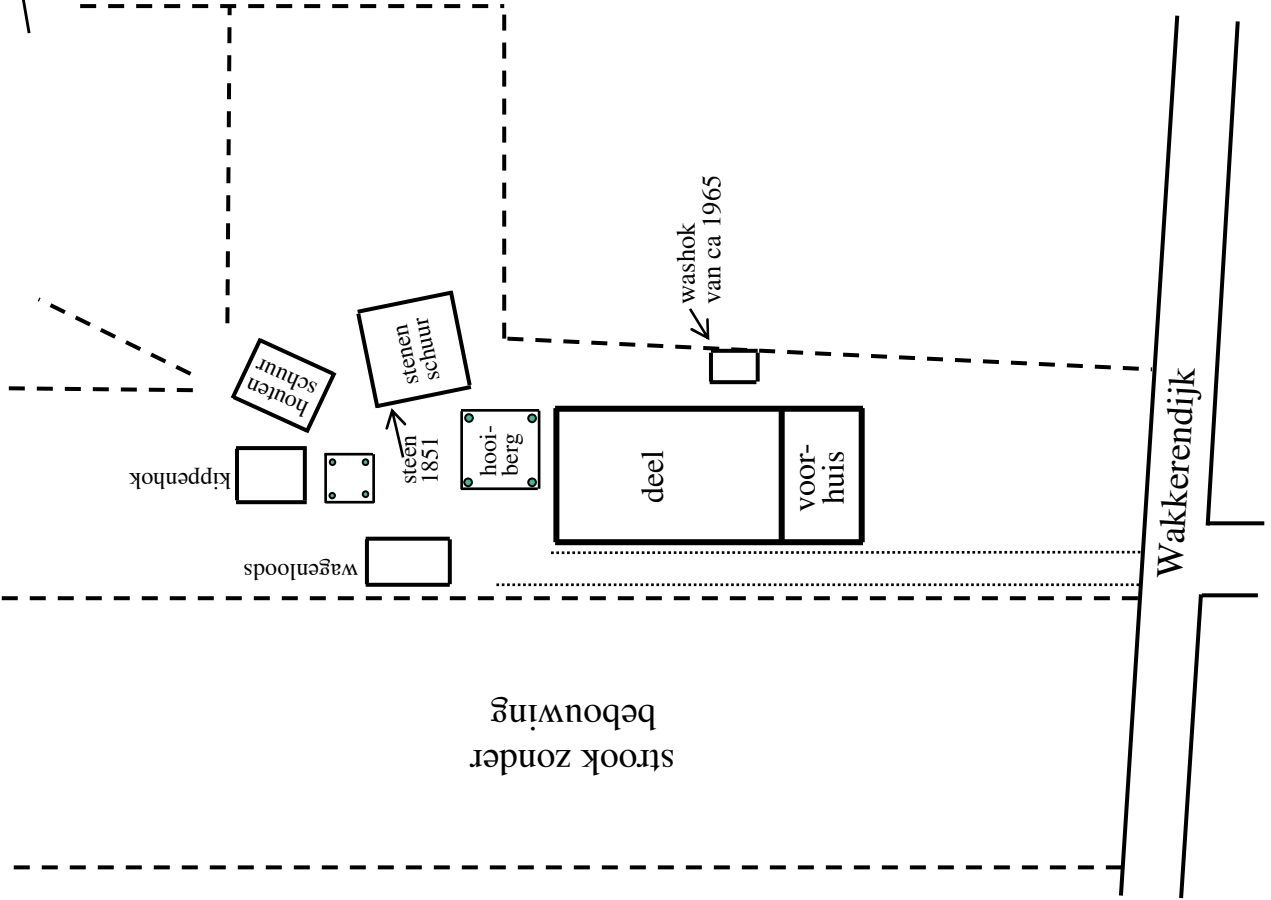 houten
schuur
stenen
schuur
washok
van ca 1965
kippenhok
steen
1851
hooi-
berg
deel
voor-
huis
wagenloods
Wakkerendijk
strook zonder
bebouwing